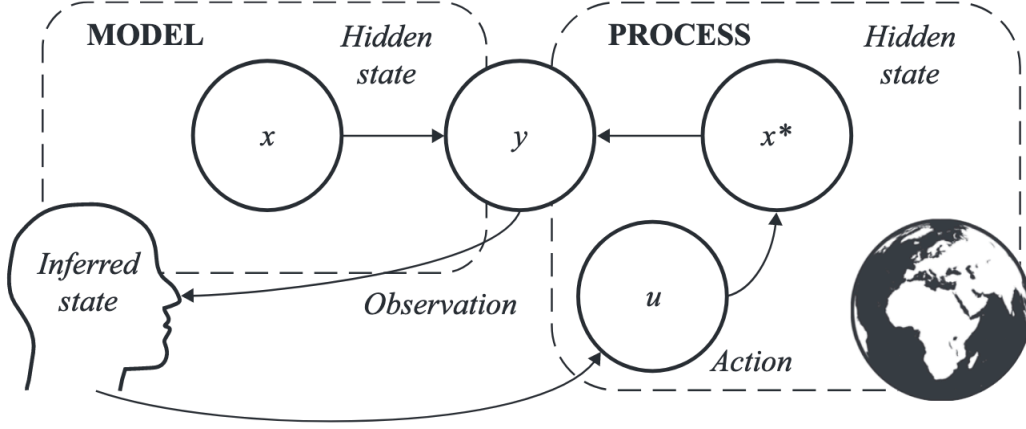 MODEL
Hidden
state
PROCESS
Hidden
state
x
y
x*
Inferred
state
Observation
u
Action